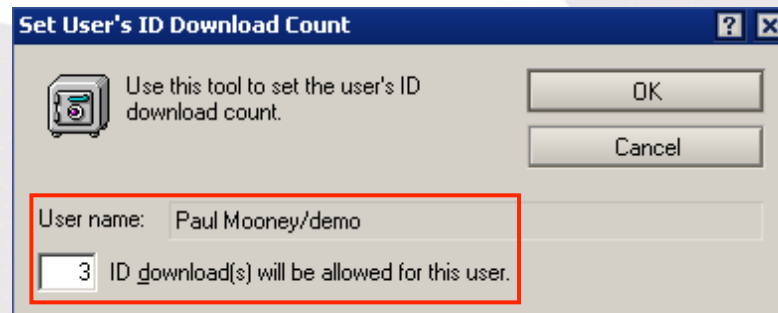 Set User's ID Download Count
?
Use this tool to set the user's ID
download count.
OK
Cancel
User name: Paul Mooney/demo
3 ID download(s) will be allowed for this user.